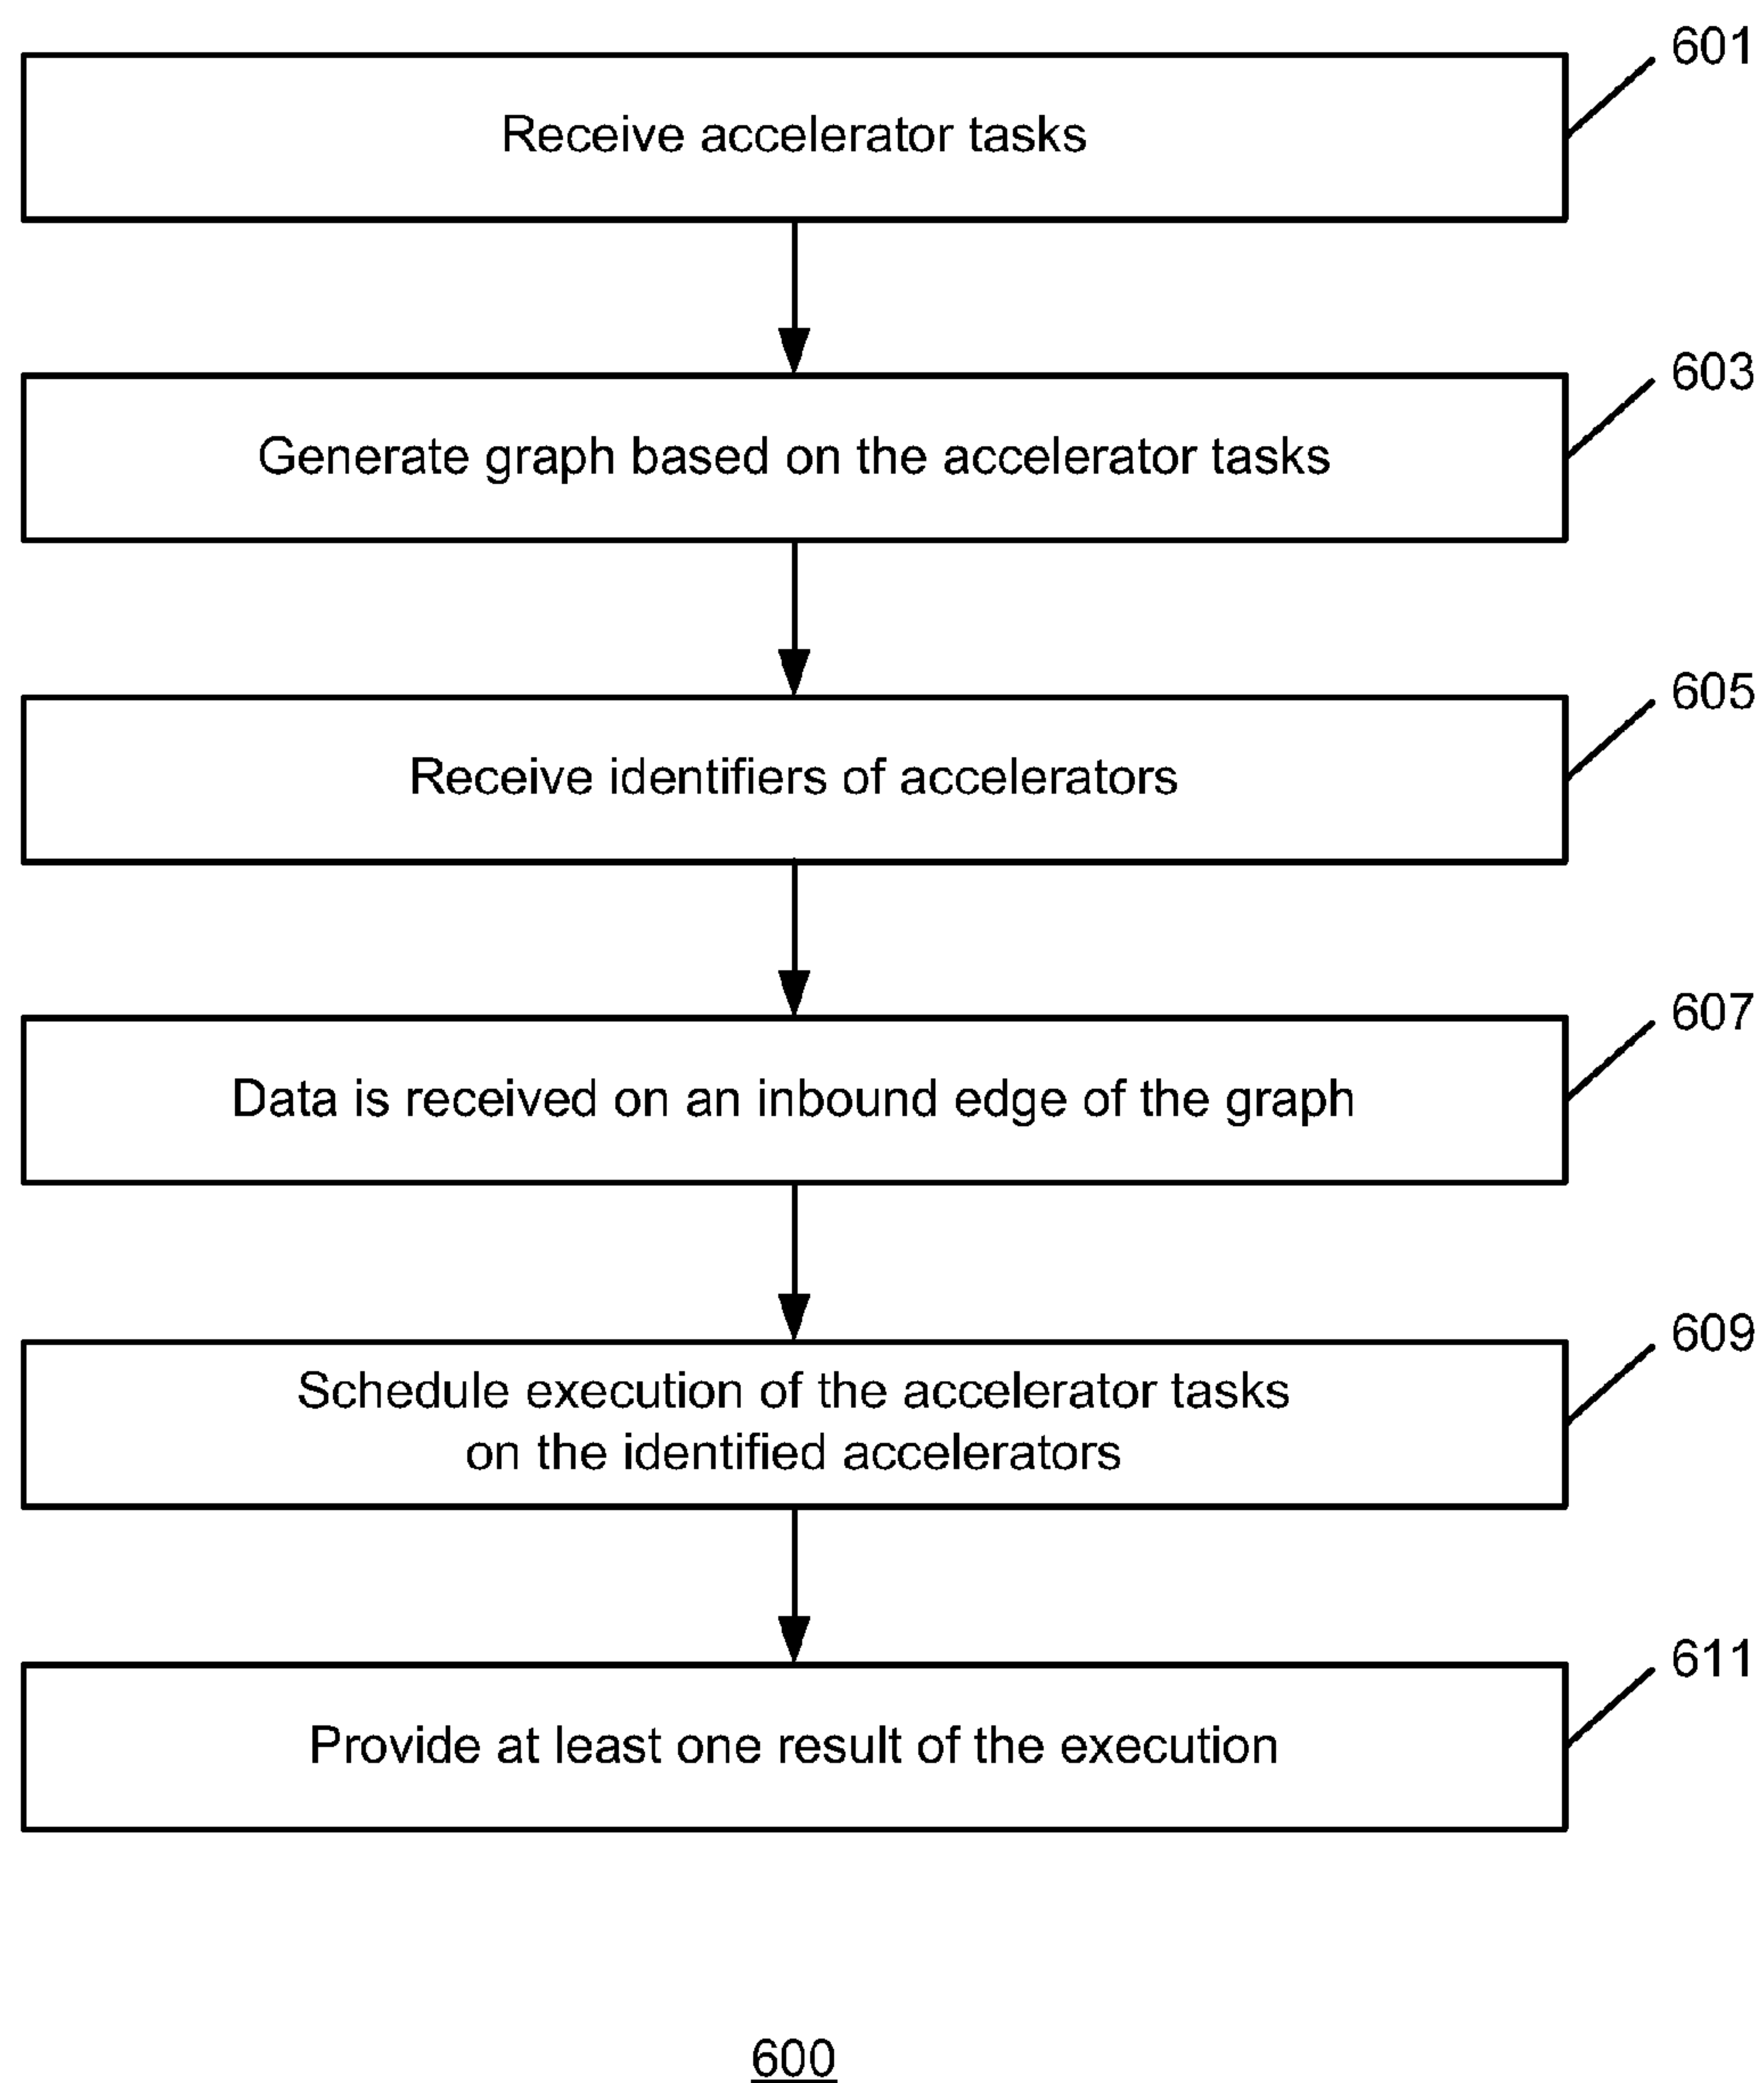 601
Receive accelerator tasks
603
Generate graph based on the accelerator tasks
605
Receive identifiers of accelerators
607
Data is received on an inbound edge of the graph
609
Schedule execution of the accelerator tasks
on the identified accelerators
611
Provide at least one result of the execution
600